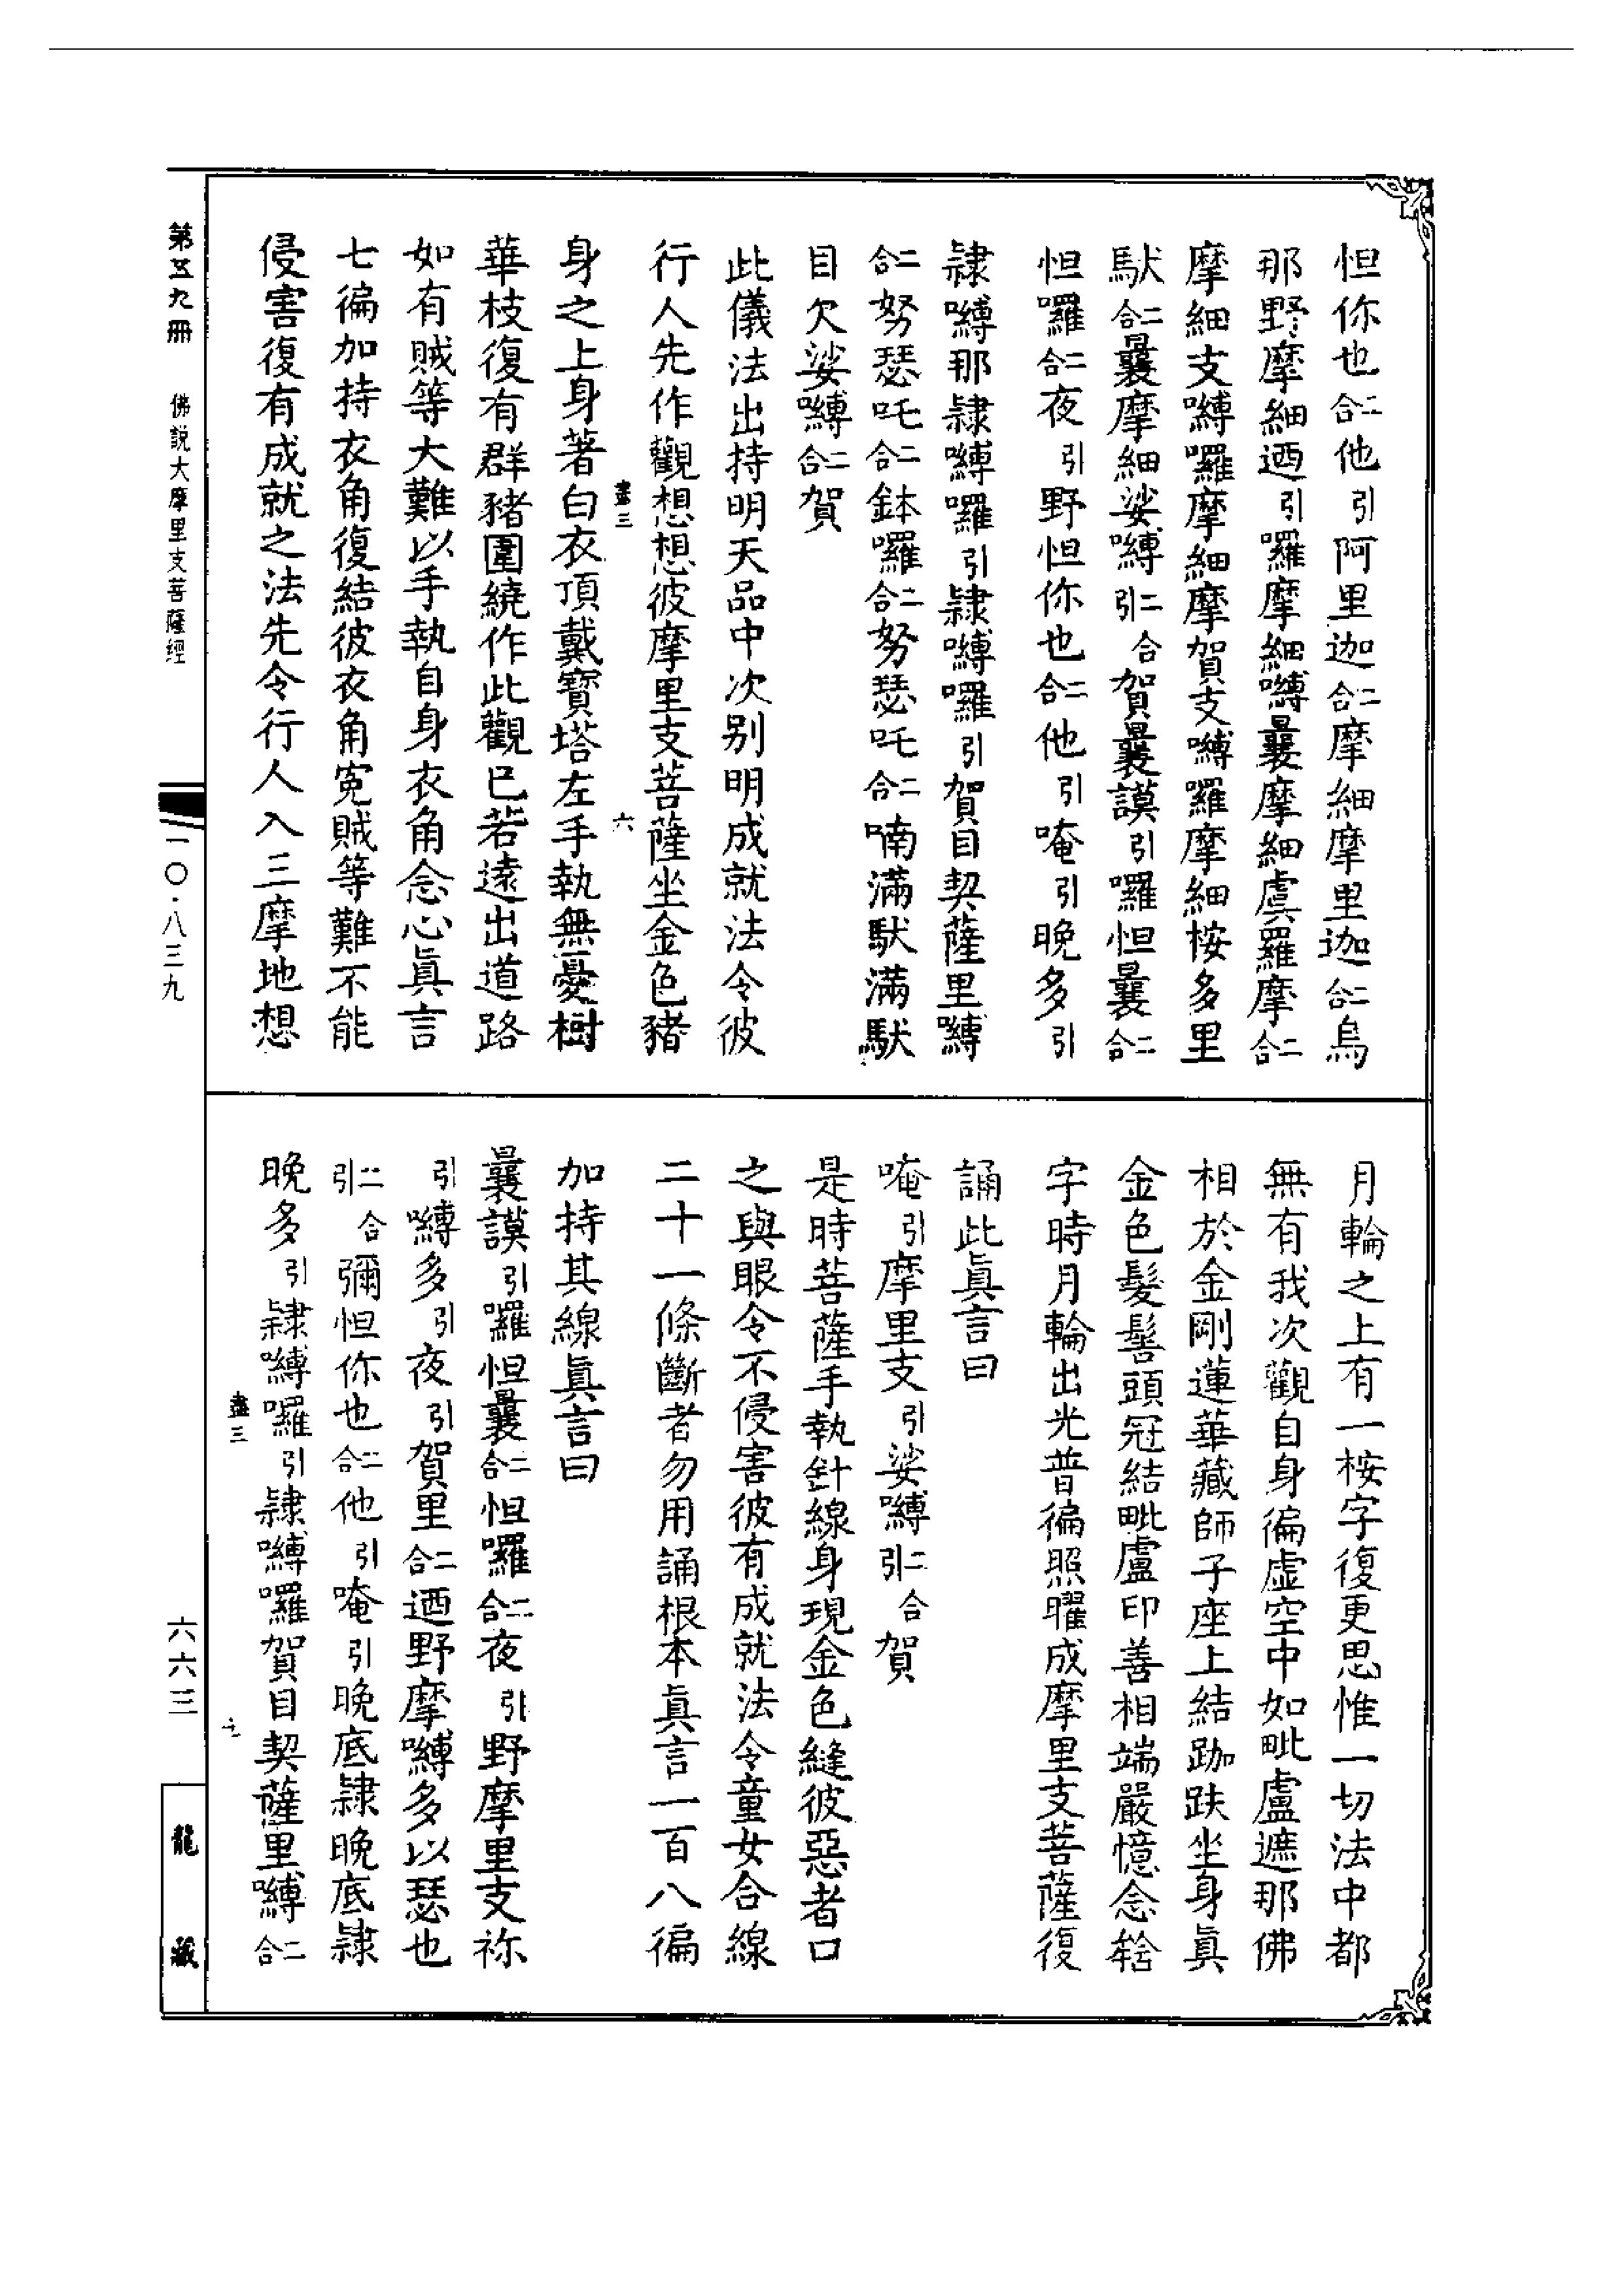 怛你也二合他引阿里迦二合摩細摩里迦二合烏
那野摩細迺引囉摩細嚩曩摩細虞羅摩二合
摩細支嚩囉摩細摩賀支嚩囉摩細桉多里
馱二合曩摩細娑嚩二合引賀曩謨引囉怛曩二合
怛囉二合夜引野怛你也二合他引唵引晚多引
隸嚩那隸嚩囉引隸嚩囉引賀目契薩里嚩
二合努瑟吒二合鉢囉二合努瑟吒二合喃滿馱滿馱
目欠娑嚩二合賀
此儀法出持明天品中次别明成就法令彼
行人先作觀想想彼摩里支菩薩坐金色豬
身之上身著白衣頂戴寶塔左手執無憂樹
華枝復有群豬圍繞作此觀已若遠出道路
如有賊等大難以手執自身衣角念心眞言
七徧加持衣角復結彼衣角寃賊等難不能
侵害復有成就之法先令行人入三摩地想
盡三
六
月輪之上有一桉字復更思惟一切法中都
無有我次觀自身徧虛空中如毗盧遮那佛
相於金剛蓮華藏師子座上結跏趺坐身眞
金色髮髻頭冠結毗盧印善相端嚴憶念𤚥
字時月輪出光普徧照曜成摩里支菩薩復
誦此眞言曰
唵引摩里支引娑嚩二合引賀
是時菩薩手執針線身現金色縫彼惡者口
之與眼令不侵害彼有成就法令童女合線
二十一條斷者勿用誦根本眞言一百八徧
加持其線眞言曰
曩謨引囉怛曩二合怛囉二合夜引野摩里支祢
引嚩多引夜引賀里二合迺野摩嚩多以瑟也
二合引彌怛你也二合他引唵引晚底隸晚底隸
晚多引隸嚩囉引隸嚩囉賀目契薩里嚩二合
盡三
七
第五九册
佛説大摩里支菩薩經
一〇·八三九
六六三
龍藏